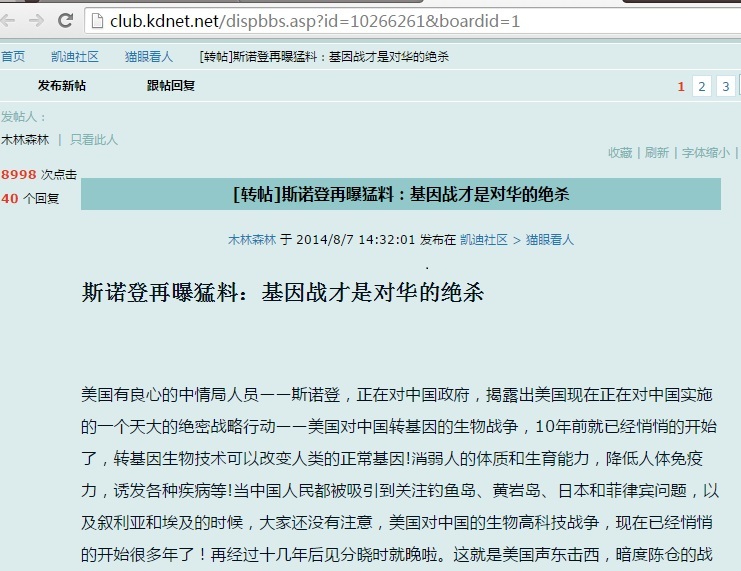 club.kdnet.net/dispbbs.asp?id=10266261&boardid=1
首页 凯迪社区 猫眼看人 [转帖]斯诺登再曝猛料：基因战才是对华的绝杀
发布新帖 跟帖回复 1 2 3
发帖人：
木林森林 | 只看此人
收藏 | 刷新 | 字体缩小 |
8998 次点击
40 个回复
[转帖]斯诺登再曝猛料：基因战才是对华的绝杀
木林森林 于 2014/8/7 14:32:01 发布在 凯迪社区 > 猫眼看人
.
斯诺登再曝猛料：基因战才是对华的绝杀
美国有良心的中情局人员一一斯诺登，正在对中国政府，揭露出美国现在正在对中国实施
的一个天大的绝密战略行动一一美国对中国转基因的生物战争，10年前就已经悄悄的开始
了，转基因生物技术可以改变人类的正常基因!消弱人的体质和生育能力，降低人体免疫
力，诱发各种疾病等!当中国人民都被吸引到关注钓鱼岛、黄岩岛、日本和菲律宾问题，以
及叙利亚和埃及的时候，大家还没有注意，美国对中国的生物高科技战争，现在已经悄悄
的开始很多年了！再经过十几年后见分晓时就晚啦。这就是美国声东击西，暗度陈仓的战